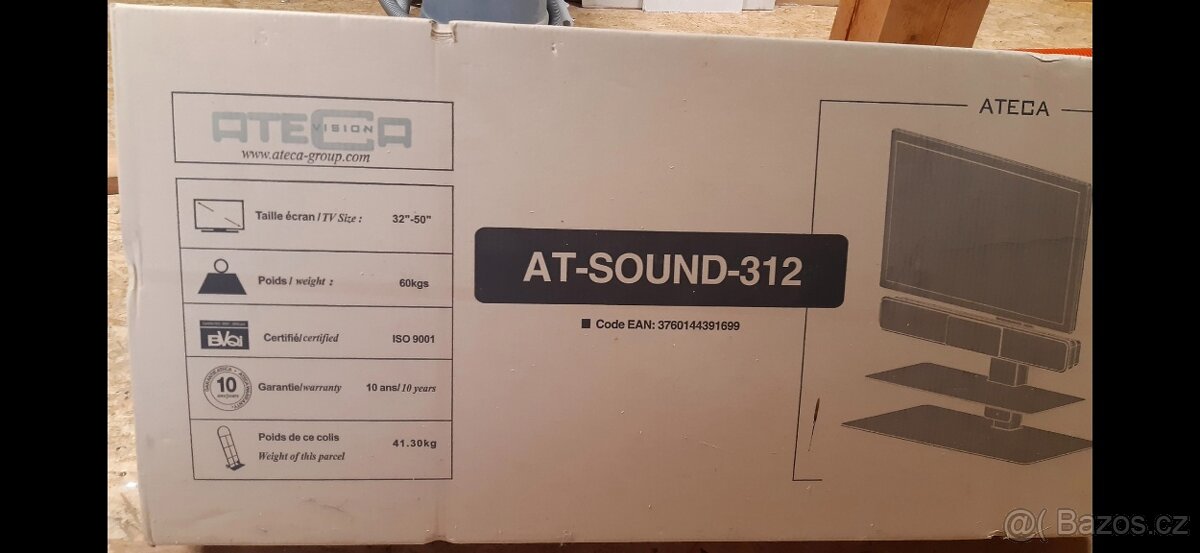 ATECA
VISION
www.ateca-group.com
Taille écran / TV Size : 32"-50"
Poids / weight : 60kgs
BVQI
Certifié/certified ISO 9001
10
Garantie/warranty 10 ans/ 10 years
Poids de ce colis 41.30kg
Weight of this parcel
AT-SOUND-312
Code EAN: 3760144391699
ATECA
@( Bazoš.cz